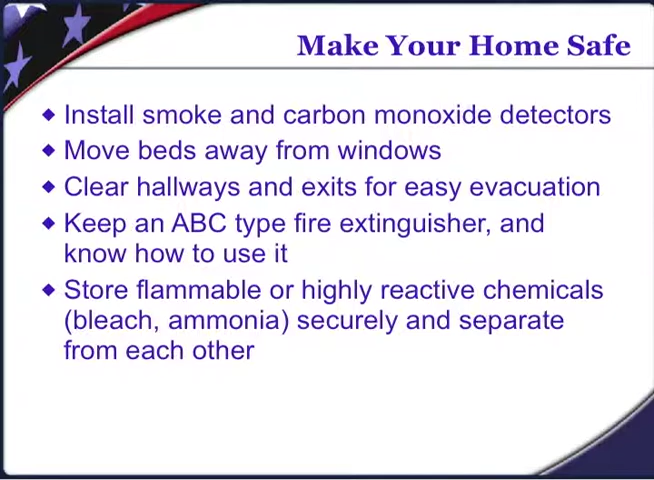 Make Your Home Safe
◆ Install smoke and carbon monoxide detectors
◆ Move beds away from windows
◆ Clear hallways and exits for easy evacuation
◆ Keep an ABC type fire extinguisher, and
know how to use it
◆ Store flammable or highly reactive chemicals
(bleach, ammonia) securely and separate
from each other